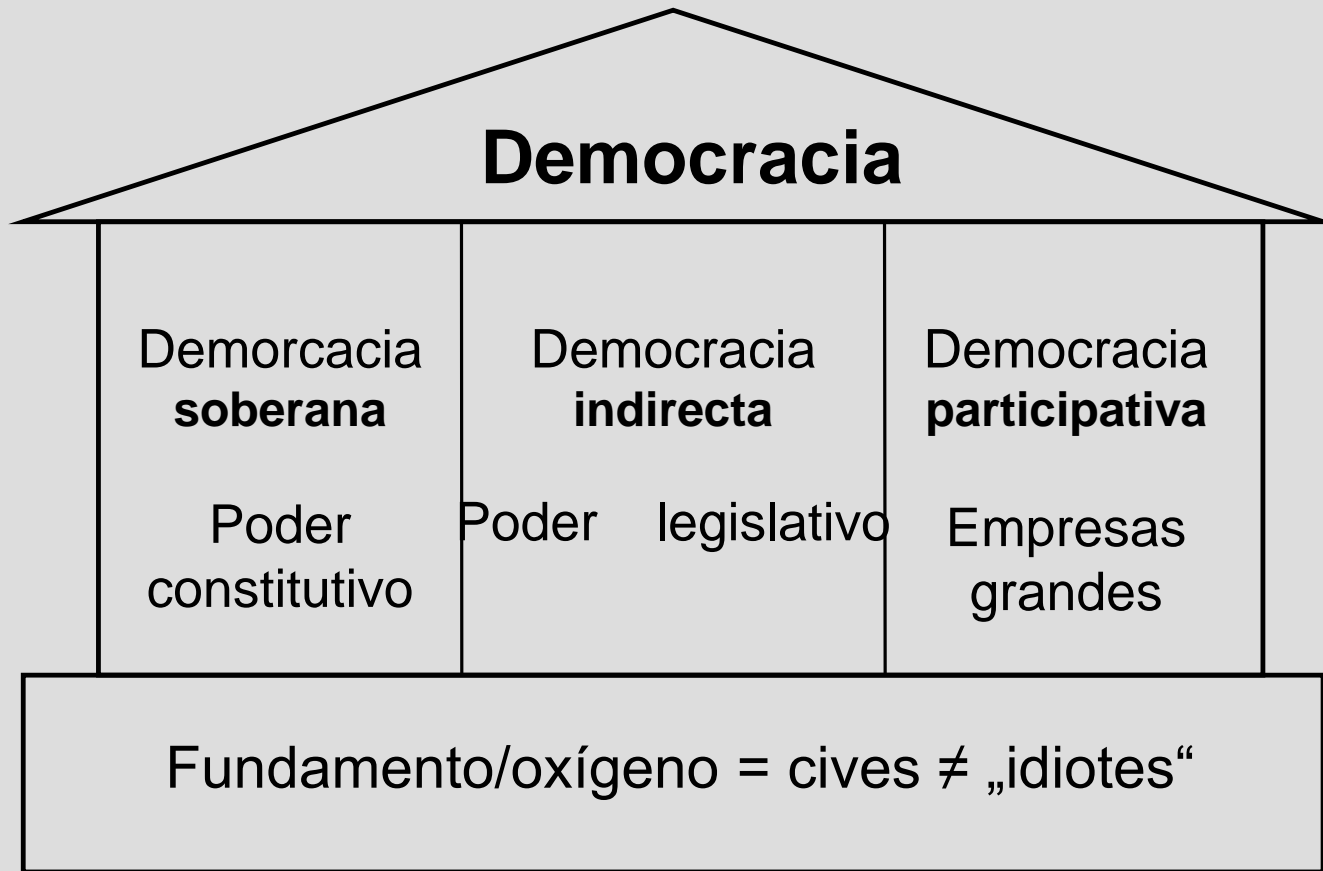 Democracia
Demorcacia
soberana
Poder
constitutivo
Democracia
indirecta
Poder legislativo
Democracia
participativa
Empresas
grandes
Fundamento/oxígeno = cives ≠ „idiotes“